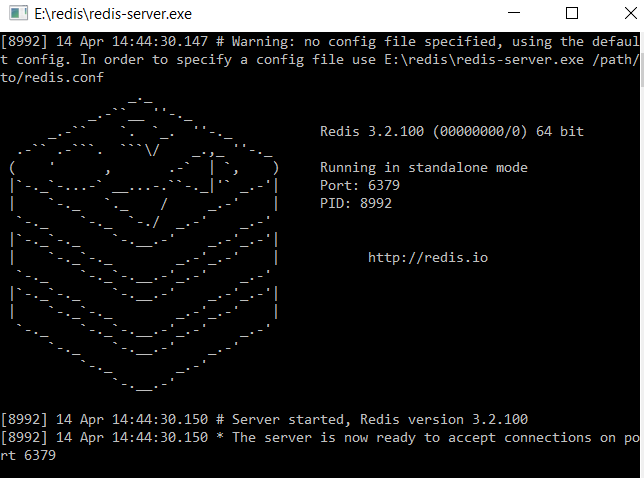 E:\redis\redis-server.exe
[8992] 14 Apr 14:44:30.147 # Warning: no config file specified, using the defaul
t config. In order to specify a config file use E:\redis\redis-server.exe /path/
to/redis.conf
Redis 3.2.100 (00000000/0) 64 bit
Running in standalone mode
Port: 6379
PID: 8992
http://redis.io
[8992] 14 Apr 14:44:30.150 # Server started, Redis version 3.2.100
[8992] 14 Apr 14:44:30.150 * The server is now ready to accept connections on po
rt 6379